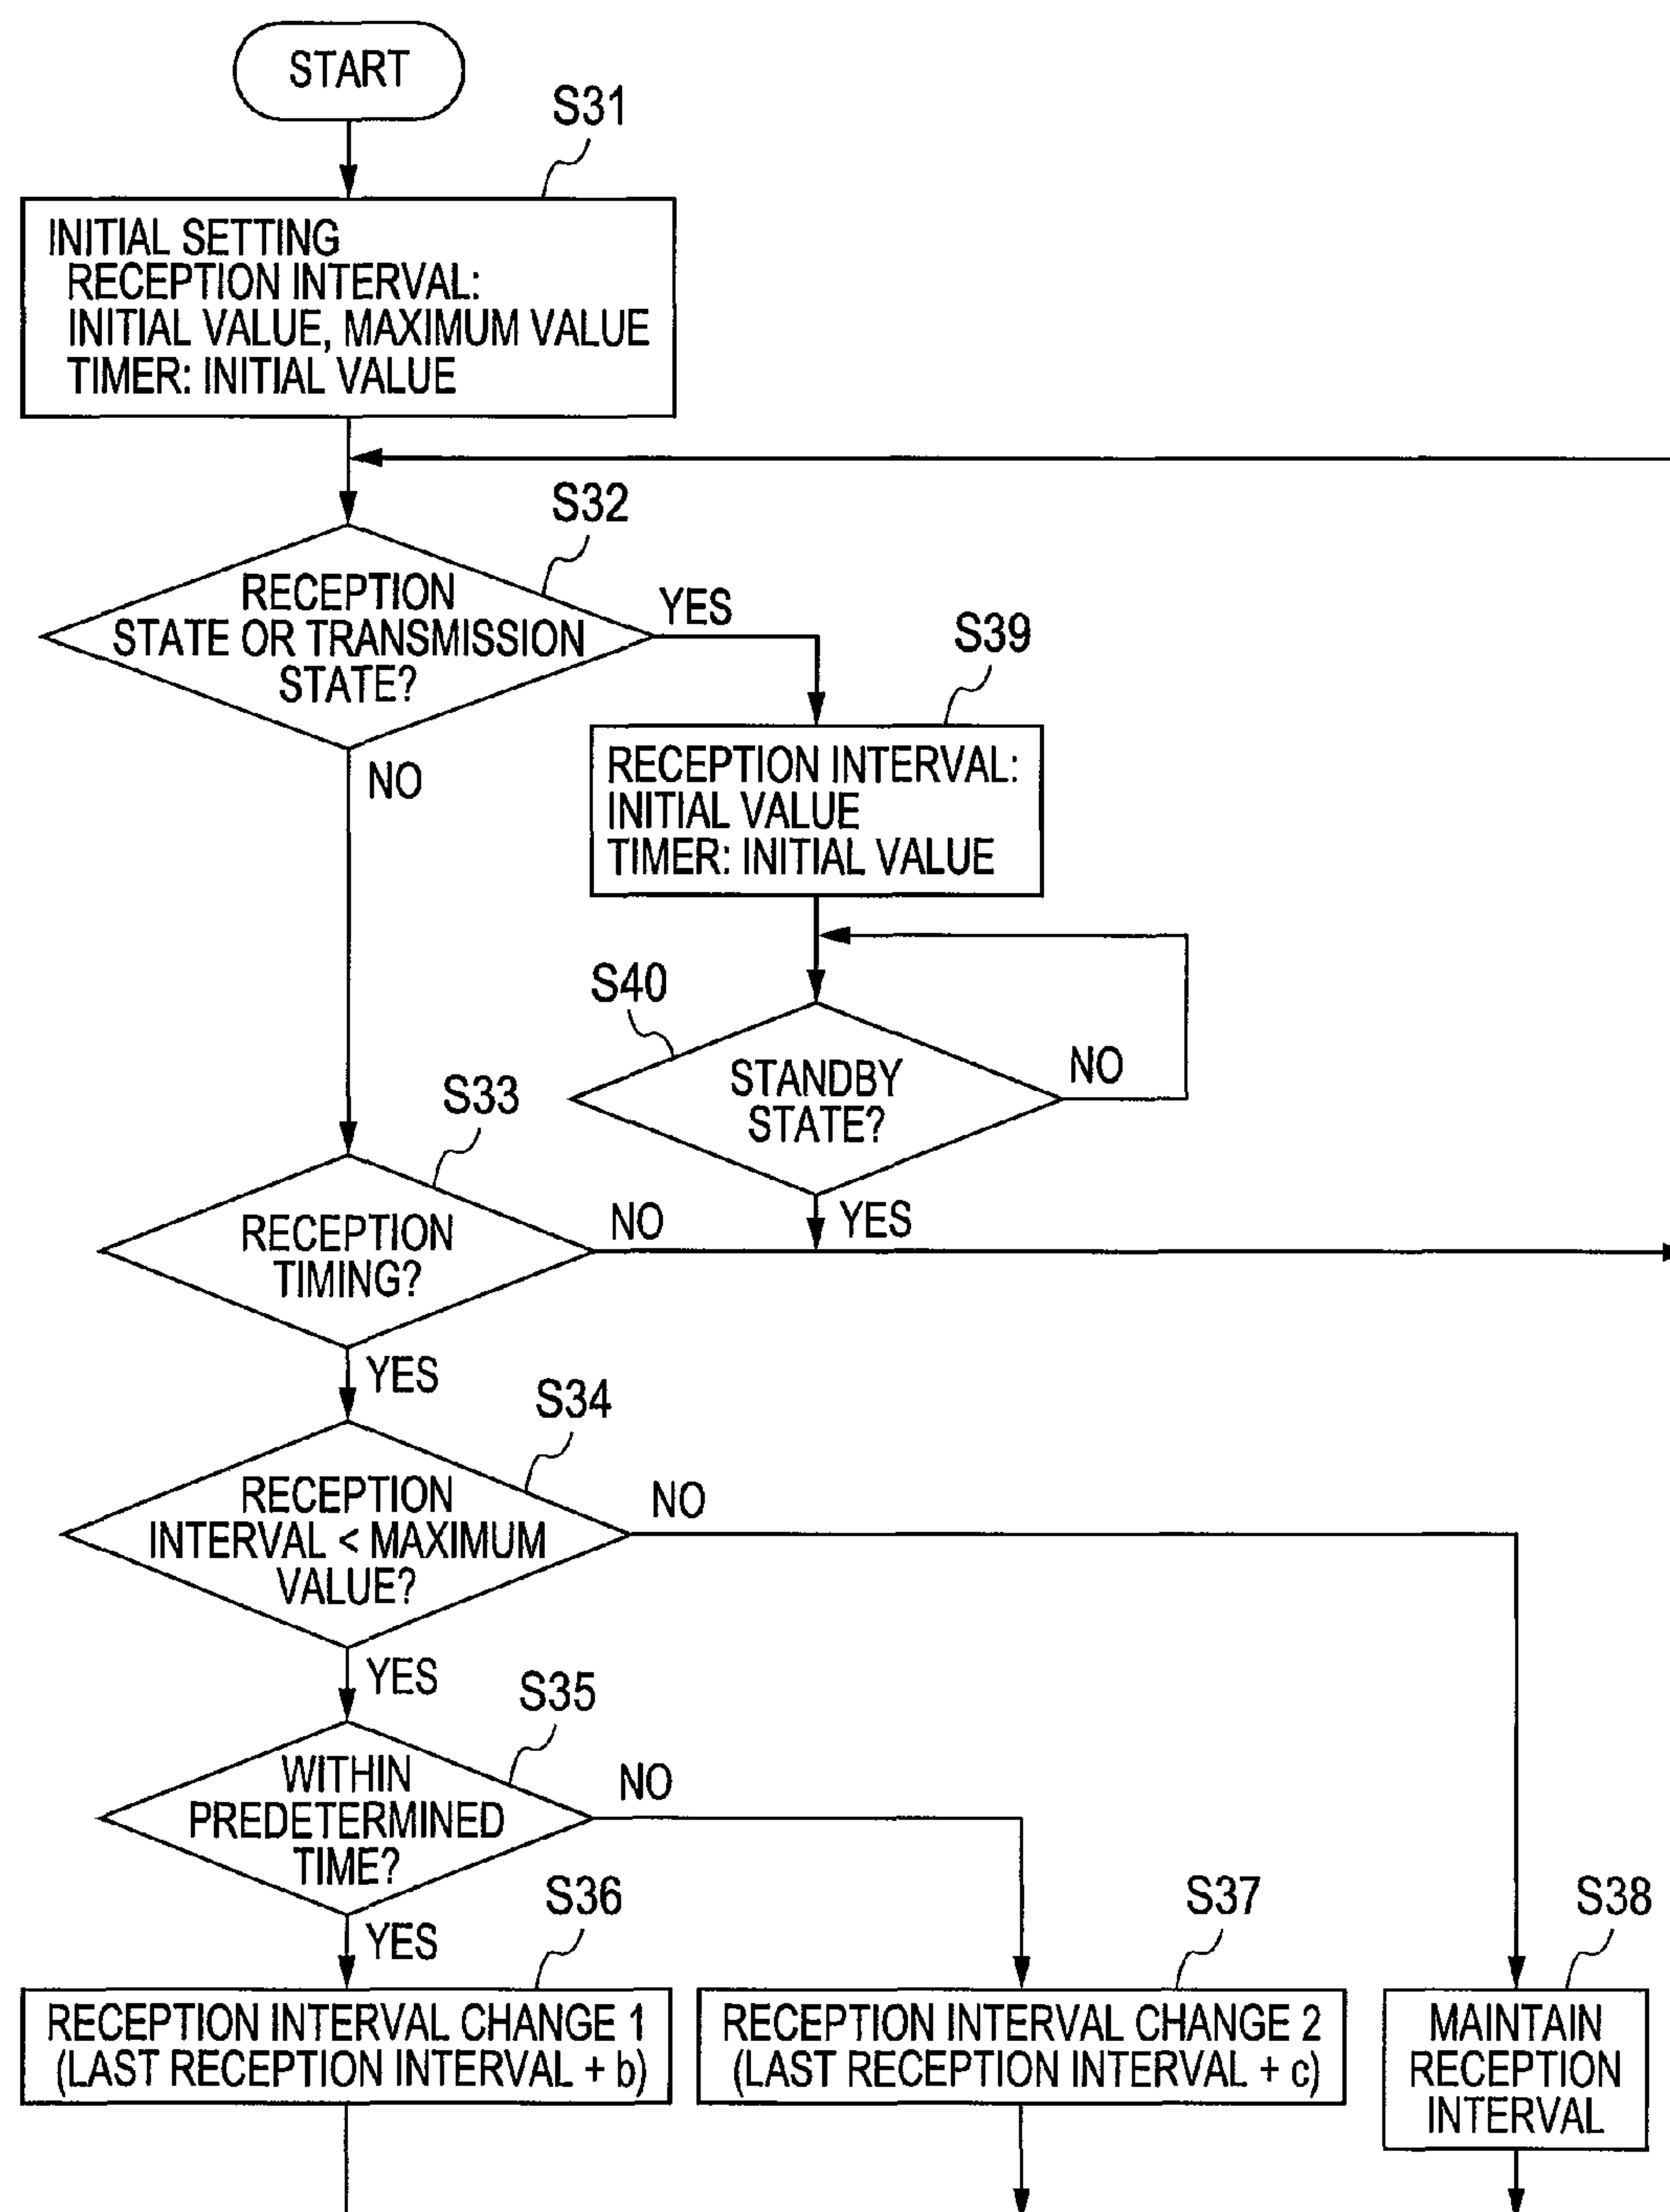 START
S31
INITIAL SETTING
RECEPTION INTERVAL:
INITIAL VALUE, MAXIMUM VALUE
TIMER: INITIAL VALUE
S32
RECEPTION
STATE OR TRANSMISSION
STATE?
YES
NO
S39
RECEPTION INTERVAL:
INITIAL VALUE
TIMER: INITIAL VALUE
S40
STANDBY
STATE?
NO
YES
S33
RECEPTION
TIMING?
NO
YES
S34
RECEPTION
INTERVAL < MAXIMUM
VALUE?
NO
YES
S35
WITHIN
PREDETERMINED
TIME?
NO
YES
S36
RECEPTION INTERVAL CHANGE 1
(LAST RECEPTION INTERVAL + b)
S37
RECEPTION INTERVAL CHANGE 2
(LAST RECEPTION INTERVAL + c)
S38
MAINTAIN
RECEPTION
INTERVAL